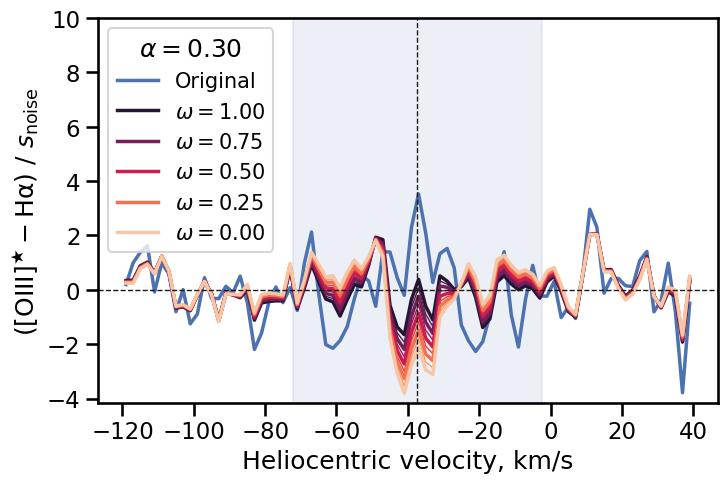 α = 0.30
Original
ω = 1.00
ω = 0.75
ω = 0.50
ω = 0.25
ω = 0.00
10
8
6
4
2
0
−2
−4
([OIII]★ − Hα) / s_noise
−120 −100 −80 −60 −40 −20 0 20 40
Heliocentric velocity, km/s